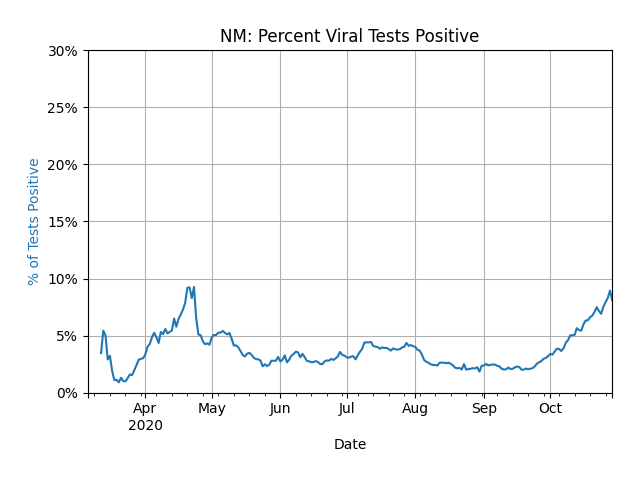 NM: Percent Viral Tests Positive
30%
25%
20%
15%
10%
5%
0%
% of Tests Positive
Apr May Jun Jul Aug Sep Oct
2020
Date